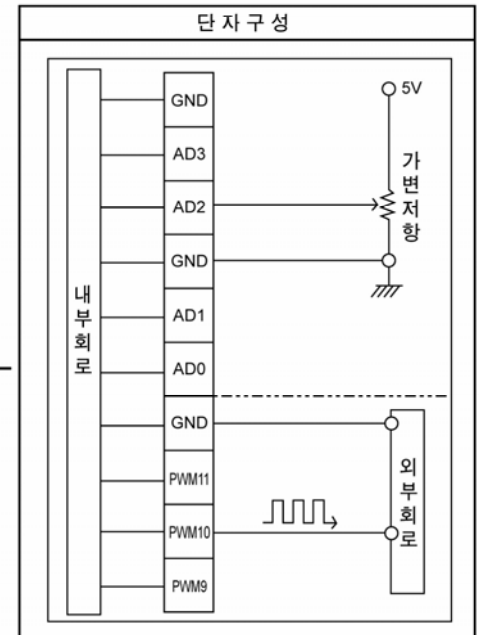 단자구성
GND
AD3
AD2
GND
AD1
AD0
GND
PWM11
PWM10
PWM9
내부회로
5V
가변저항
외부회로